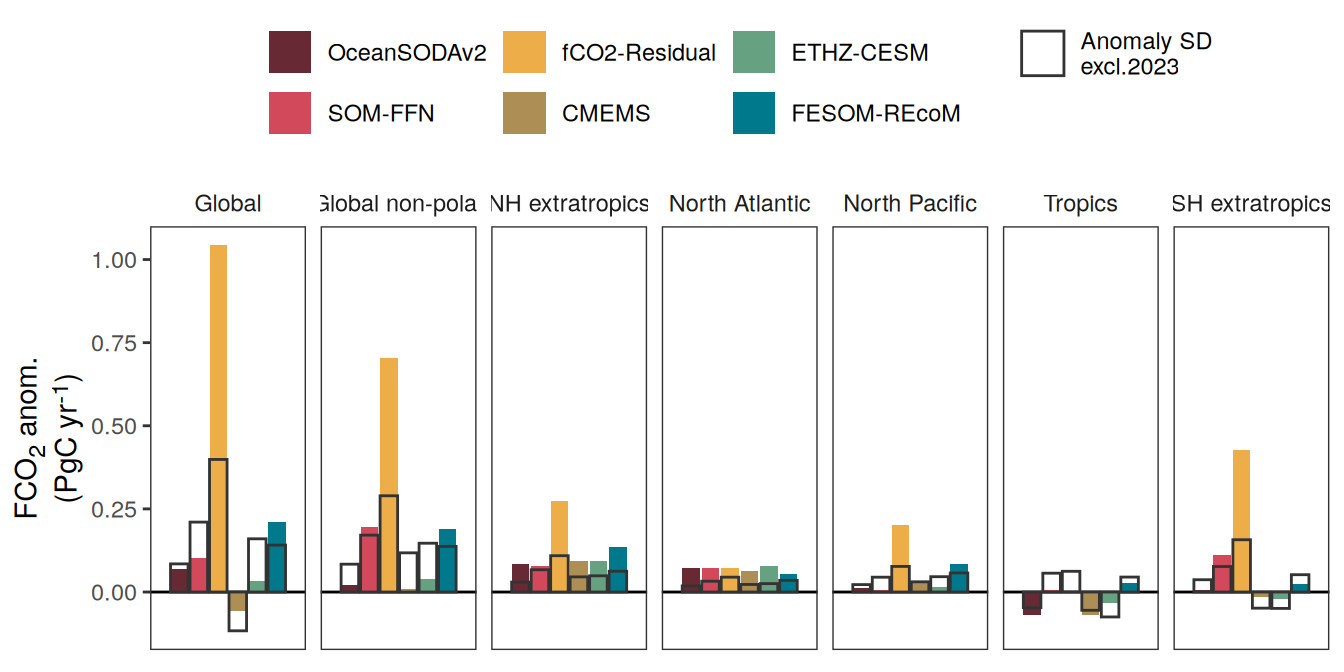 OceanSODAv2 fCO2-Residual ETHZ-CESM Anomaly SD
excl.2023
SOM-FFN CMEMS FESOM-REcoM
Global Global non-pola NH extratropics North Atlantic North Pacific Tropics SH extratropics
1.00
0.75
0.50
0.25
0.00
FCO₂ anom.
(PgC yr⁻¹)